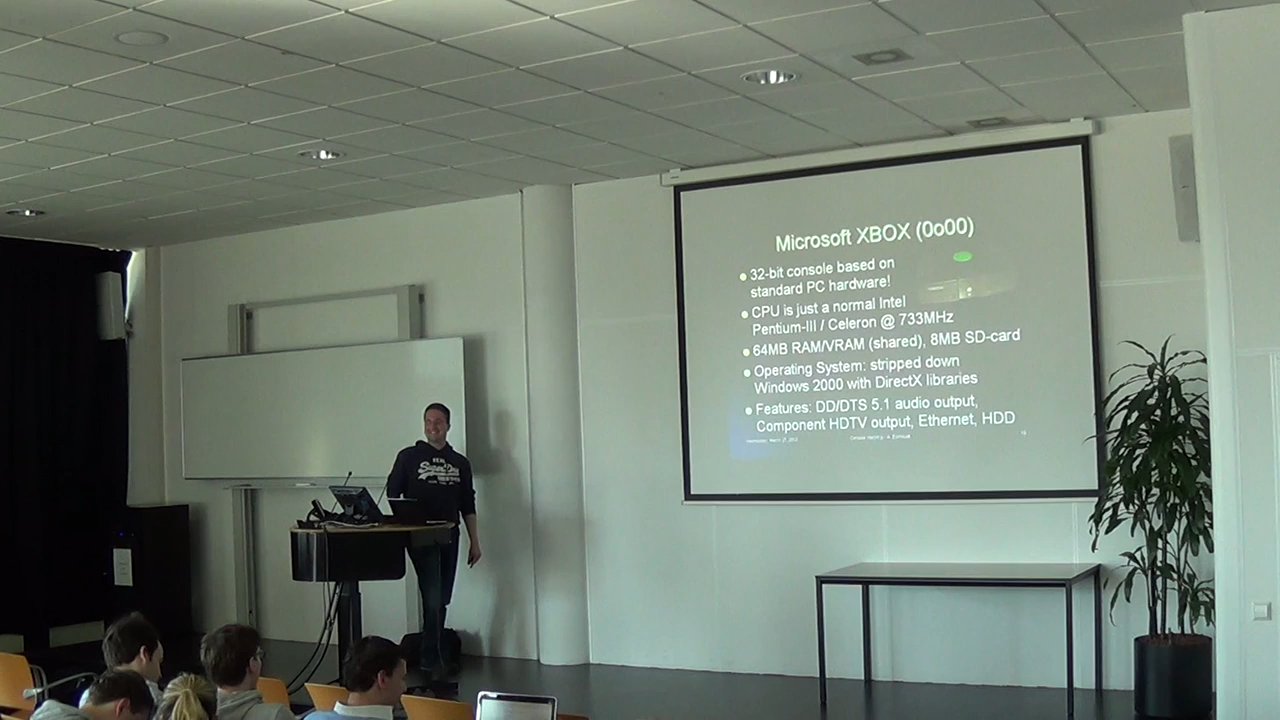 Microsoft XBOX (0o00)
32-bit console based on
standard PC hardware!
CPU is just a normal Intel
Pentium-III / Celeron @ 733MHz
64MB RAM/VRAM (shared), 8MB SD-card
Operating System: stripped down
Windows 2000 with DirectX libraries
Features: DD/DTS 5.1 audio output,
Component HDTV output, Ethernet, HDD